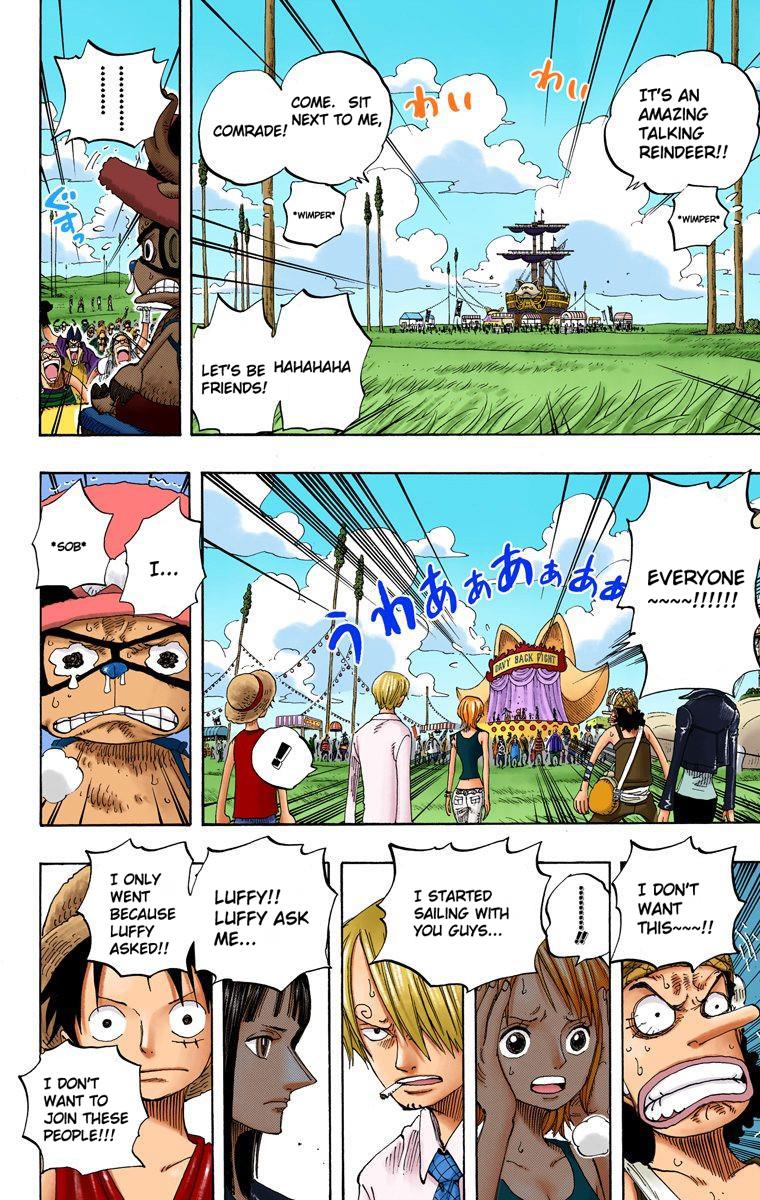 IT'S AN
AMAZING
TALKING
REINDEER!!
*WIMPER*
わい
わい
COME. SIT
NEXT TO ME,
COMRADE!
*WIMPER*
HAHAHAHA
LET'S BE
FRIENDS!
..........
ぐすっ
EVERYONE
~~~~!!!!!!
うわあぁあぁぁぁ
DAVY BACK FIGHT
!!
I...
*SOB*
I DON'T
WANT
THIS~~~!!
........!!
I STARTED
SAILING WITH
YOU GUYS...
LUFFY!!
LUFFY ASK
ME...
I ONLY
WENT
BECAUSE
LUFFY
ASKED!!
I DON'T
WANT TO
JOIN THESE
PEOPLE!!!